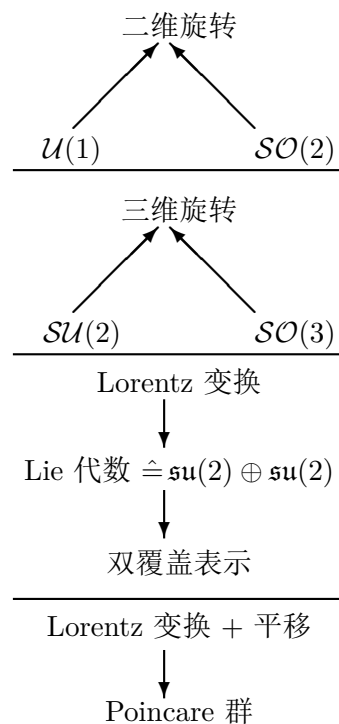 二维旋转
𝒰(1) 𝒮𝒪(2)
三维旋转
𝒮𝒰(2) 𝒮𝒪(3)
Lorentz 变换
Lie 代数 ≙ 𝔰𝔲(2) ⊕ 𝔰𝔲(2)
双覆盖表示
Lorentz 变换 + 平移
Poincare 群